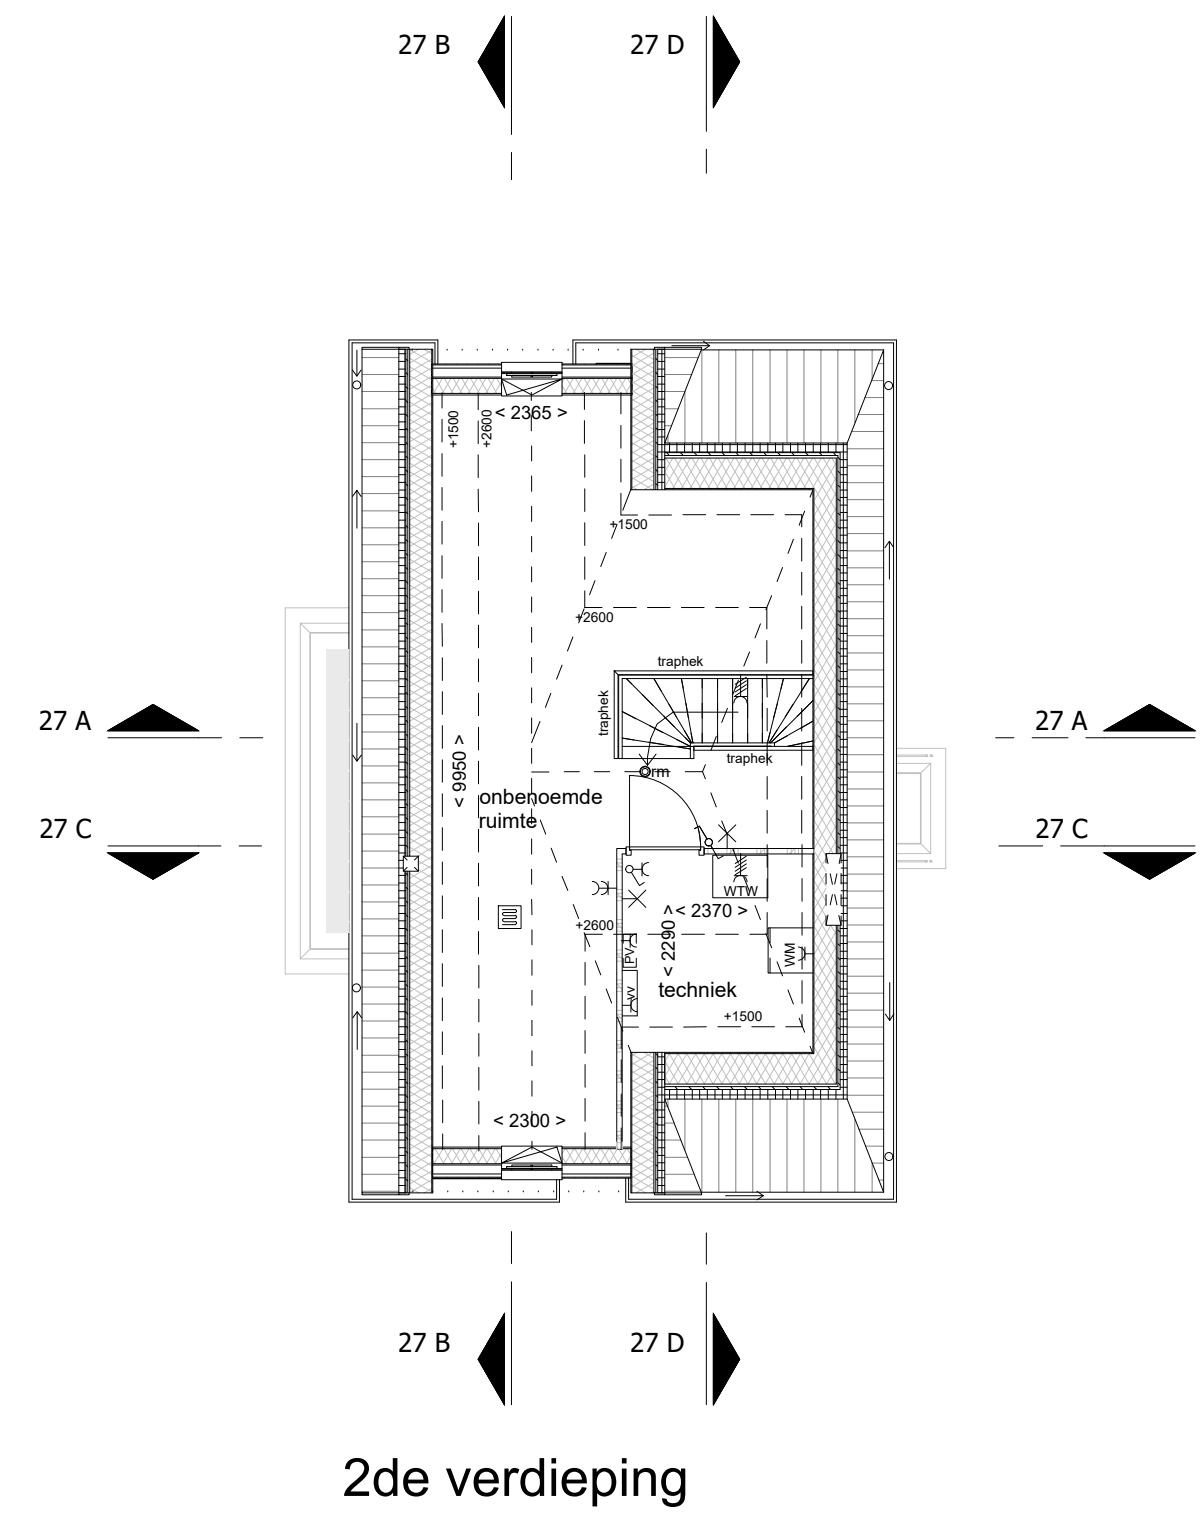 27 B
27 D
+1500
+2600
< 2365 >
+1500
+2600
traphek
traphek
27 A
27 A
traphek
< 9950 >
rm
onbenoemde
ruimte
27 C
27 C
WTW
< 2370 >
+2600
< 2290 >
PV
WM
techniek
vv
+1500
< 2300 >
27 B
27 D
2de verdieping